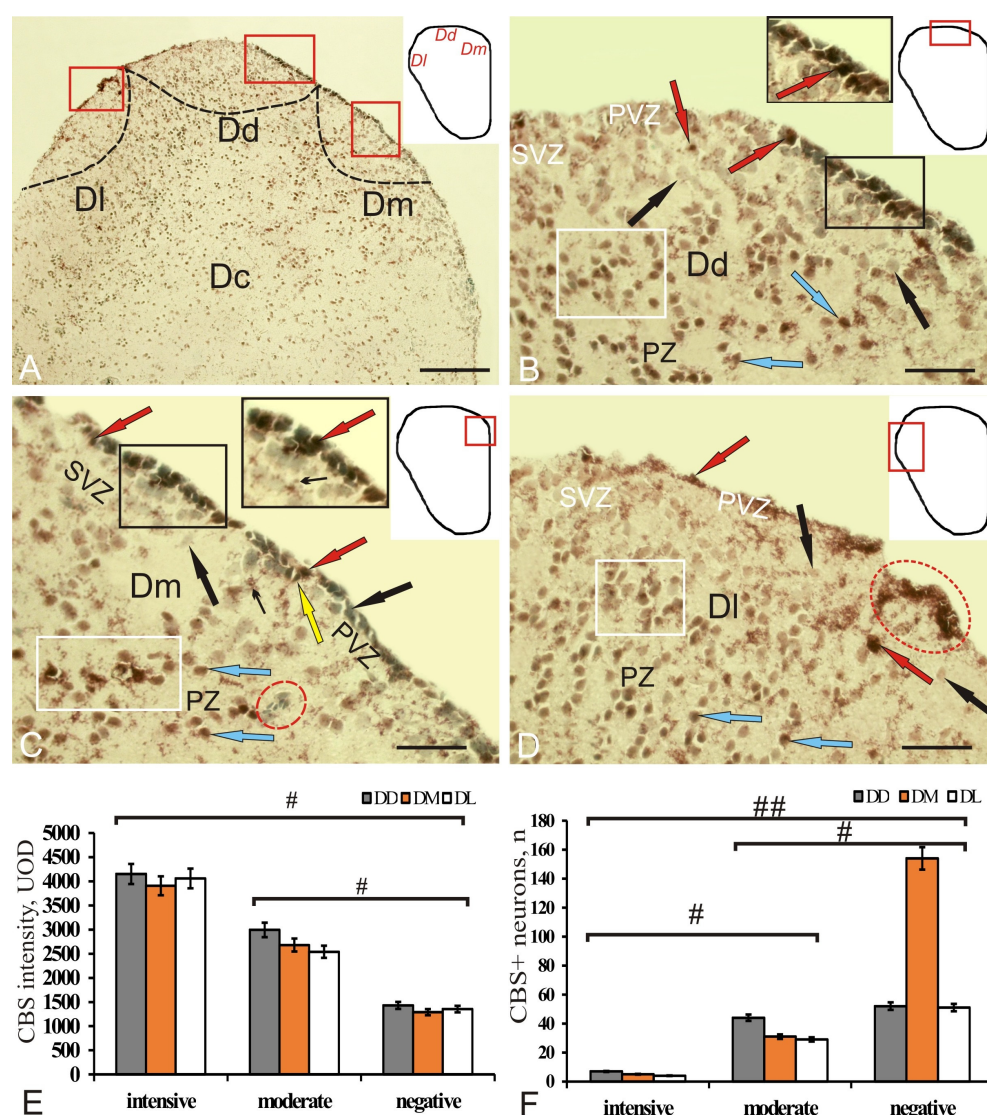 Dd
Dl Dm
Dd
Dl
Dm
Dc
A
PVZ
SVZ
Dd
PZ
B
SVZ
Dm
PVZ
PZ
C
SVZ
PVZ
Dl
PZ
D
#
DD DM DL
#
CBS intensity, UOD
5000
4500
4000
3500
3000
2500
2000
1500
1000
500
0
intensive moderate negative
E
##
DD DM DL
#
#
CBS+ neurons, n
180
160
140
120
100
80
60
40
20
0
intensive moderate negative
F